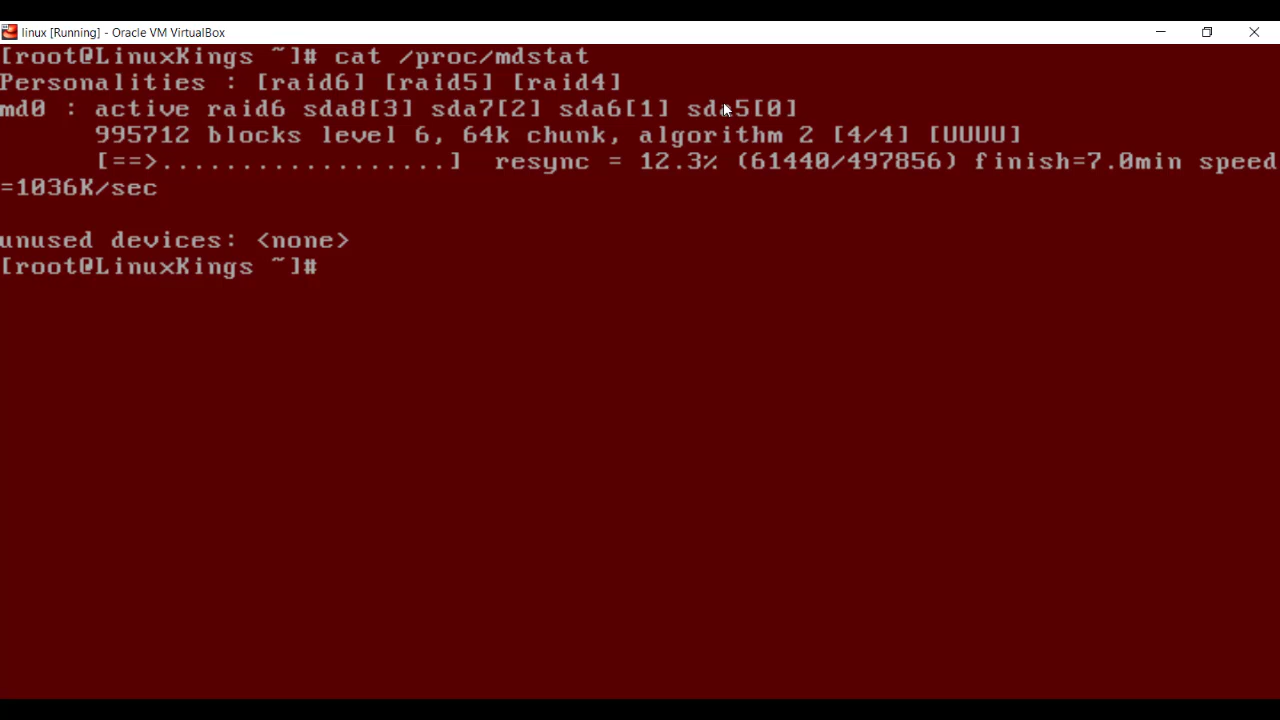 linux [Running] - Oracle VM VirtualBox
[root@LinuxKings ~]# cat /proc/mdstat
Personalities : [raid6] [raid5] [raid4]
md0 : active raid6 sda8[3] sda7[2] sda6[1] sda5[0]
995712 blocks level 6, 64k chunk, algorithm 2 [4/4] [UUUU]
[==>..................] resync = 12.3% (61440/497856) finish=7.0min speed
=1036K/sec
unused devices: <none>
[root@LinuxKings ~]#